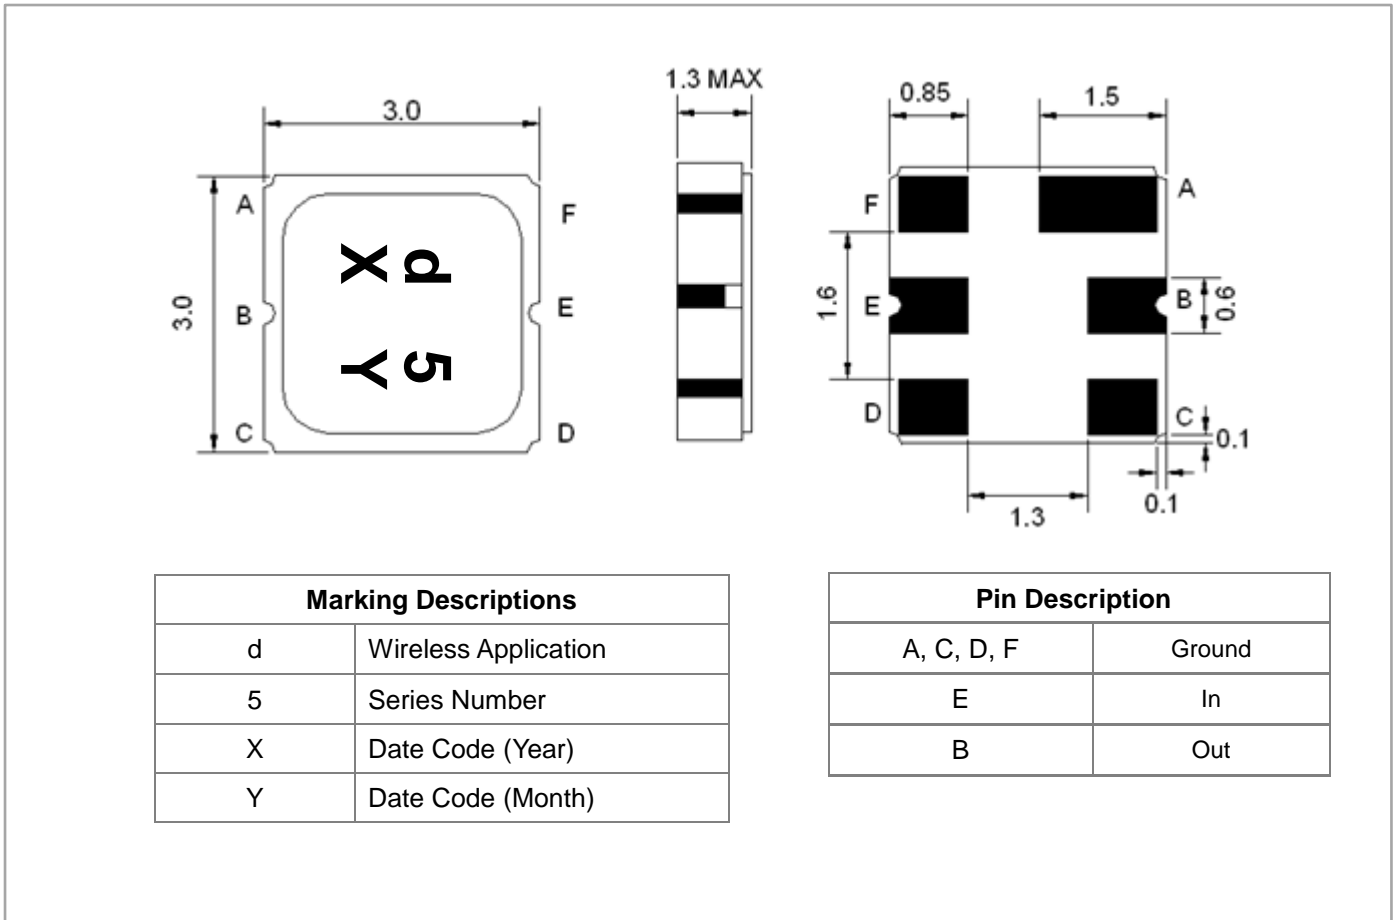 3.0
3.0
A
B
C
F
E
D
d 5
X Y
1.3 MAX
0.85
1.5
F
E
D
A
B
C
1.6
0.6
0.1
0.1
1.3
Marking Descriptions
d Wireless Application
5 Series Number
X Date Code (Year)
Y Date Code (Month)
Pin Description
A, C, D, F Ground
E In
B Out